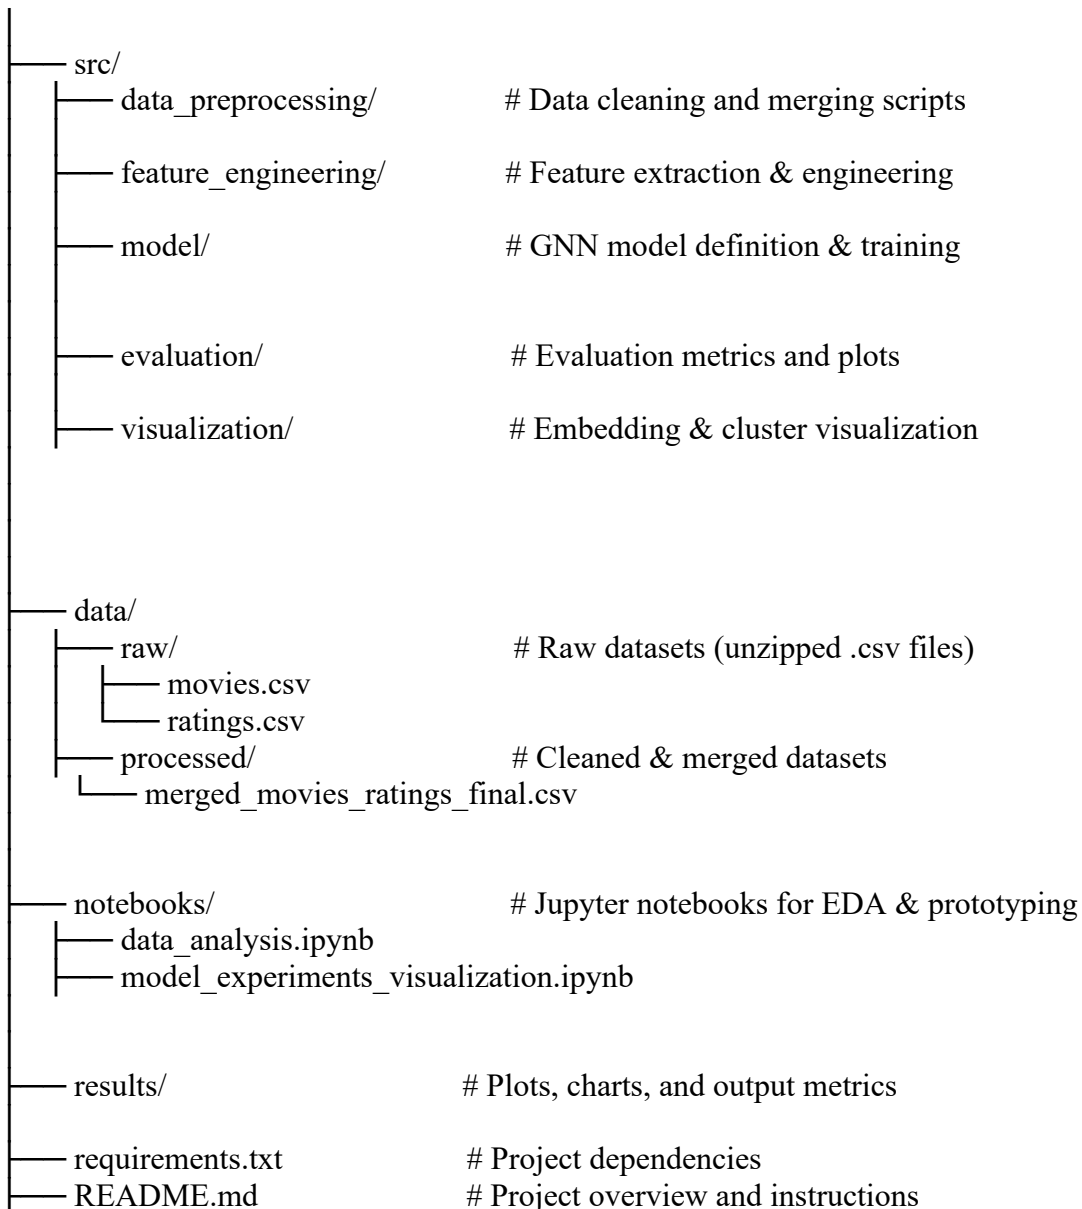 src/
data_preprocessing/ # Data cleaning and merging scripts
feature_engineering/ # Feature extraction & engineering
model/ # GNN model definition & training
evaluation/ # Evaluation metrics and plots
visualization/ # Embedding & cluster visualization
data/
raw/ # Raw datasets (unzipped .csv files)
movies.csv
ratings.csv
processed/ # Cleaned & merged datasets
merged_movies_ratings_final.csv
notebooks/ # Jupyter notebooks for EDA & prototyping
data_analysis.ipynb
model_experiments_visualization.ipynb
results/ # Plots, charts, and output metrics
requirements.txt # Project dependencies
README.md # Project overview and instructions